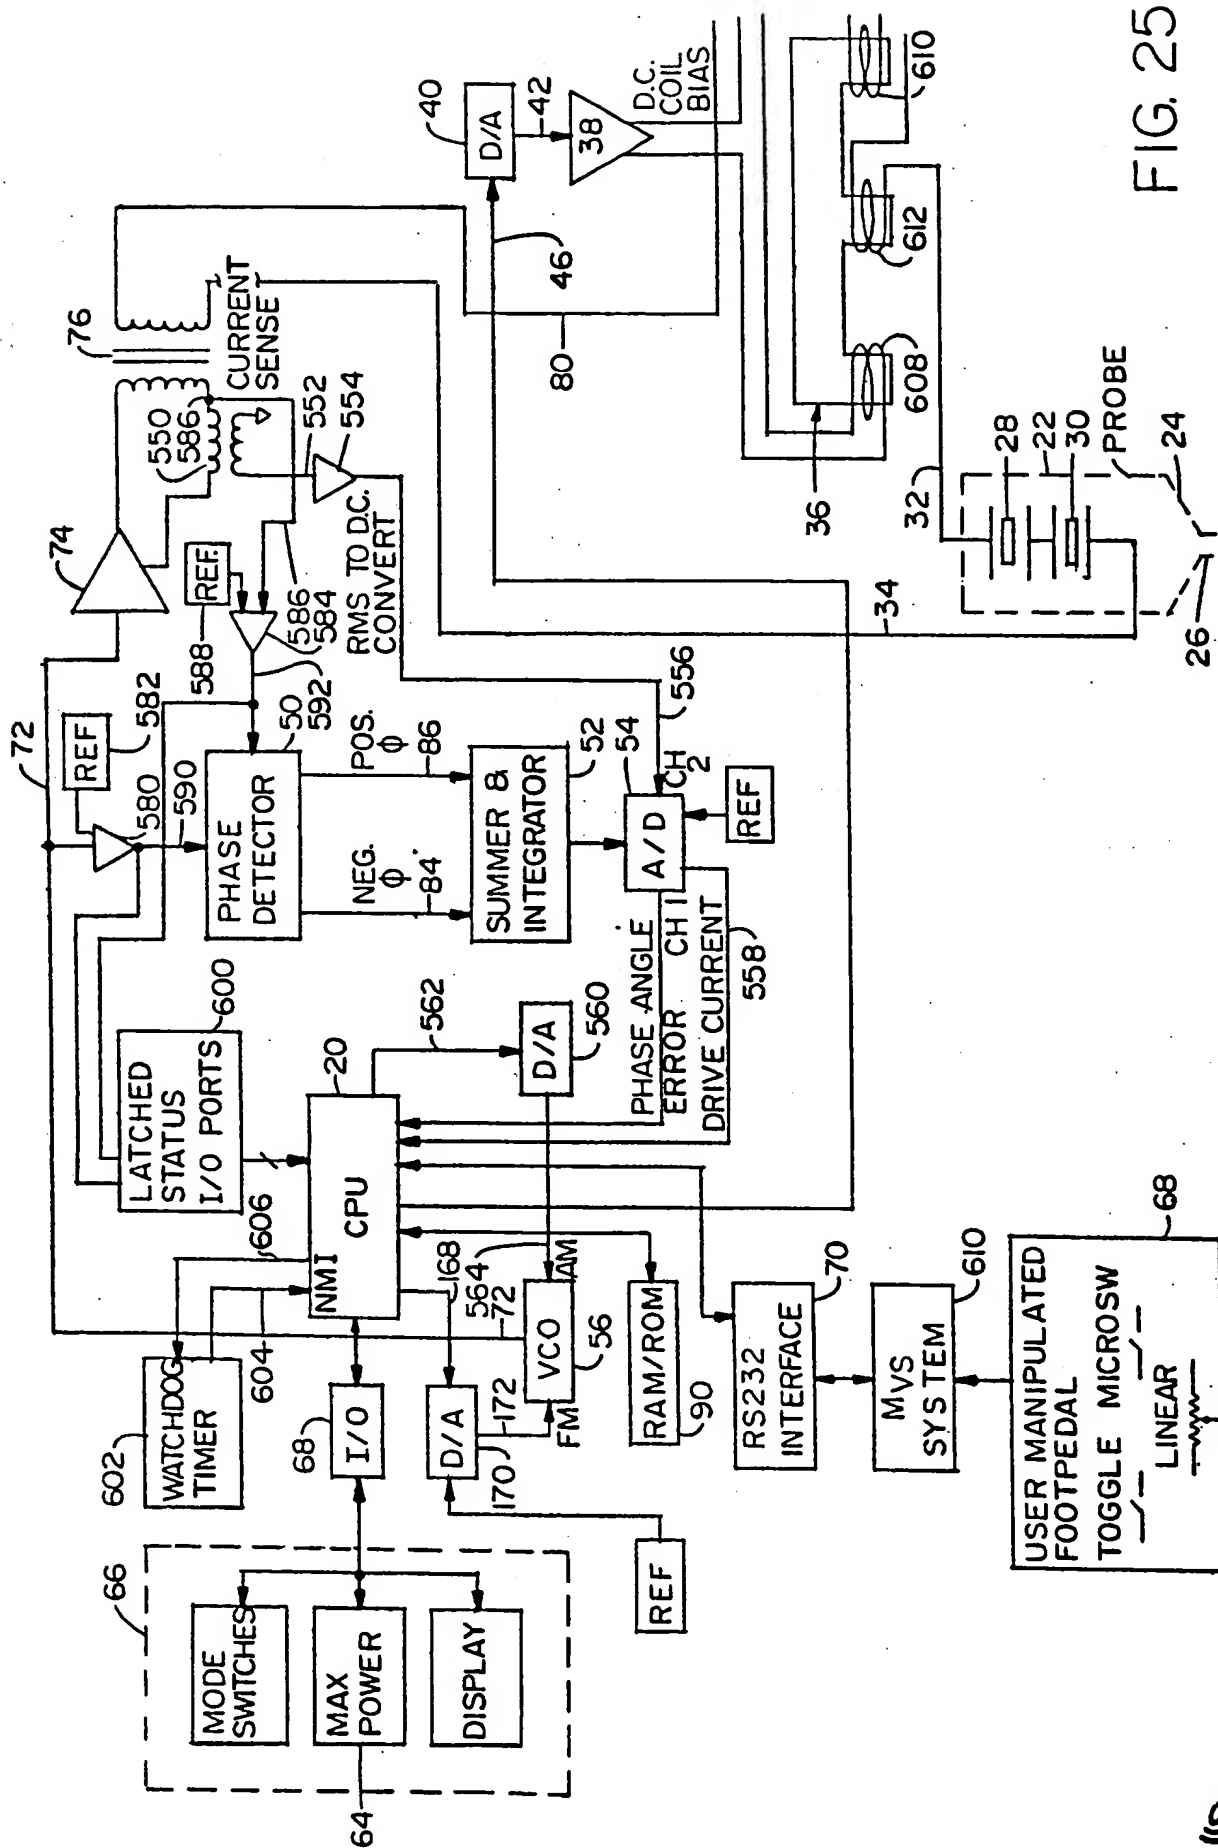 FIG. 25
66
MODE
SWITCHES
MAX
POWER
DISPLAY
64
602
WATCHDOG
TIMER
604
606
LATCHED
STATUS
I/O PORTS
600
68
I/O
NMI
CPU
20
562
D/A
560
168
D/A
170
172
REF
FM
VCO
AM
56
564
72
RAM/ROM
90
RS232
INTERFACE
70
MVS
SYSTEM
610
USER MANIPULATED
FOOTPEDAL
TOGGLE MICROSW
LINEAR
68
72
REF
582
580
590
PHASE
DETECTOR
50
592
NEG.
Φ
84
POS.
Φ
86
SUMMER &
INTEGRATOR
52
54
A/D
CH
2
REF
556
PHASE ANGLE
ERROR CH 1
DRIVE CURRENT
558
74
550
586
76
CURRENT
SENSE
552
554
REF.
588
586
584
RMS TO D.C.
CONVERT
80
46
40
D/A
42
38
D.C.
COIL
BIAS
36
608
612
610
32
34
28
22
30
PROBE
24
26